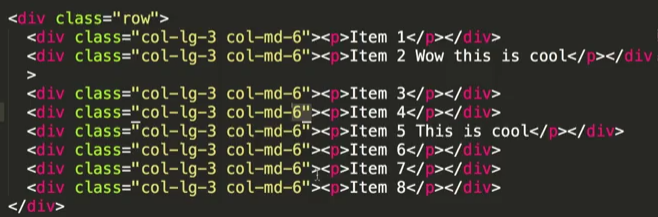 <div class="row">
<div class="col-lg-3 col-md-6"><p>Item 1</p></div>
<div class="col-lg-3 col-md-6"><p>Item 2 Wow this is cool</p></div
>
<div class="col-lg-3 col-md-6"><p>Item 3</p></div>
<div class="col-lg-3 col-md-6"><p>Item 4</p></div>
<div class="col-lg-3 col-md-6"><p>Item 5 This is cool</p></div>
<div class="col-lg-3 col-md-6"><p>Item 6</p></div>
<div class="col-lg-3 col-md-6"><p>Item 7</p></div>
<div class="col-lg-3 col-md-6"><p>Item 8</p></div>
</div>